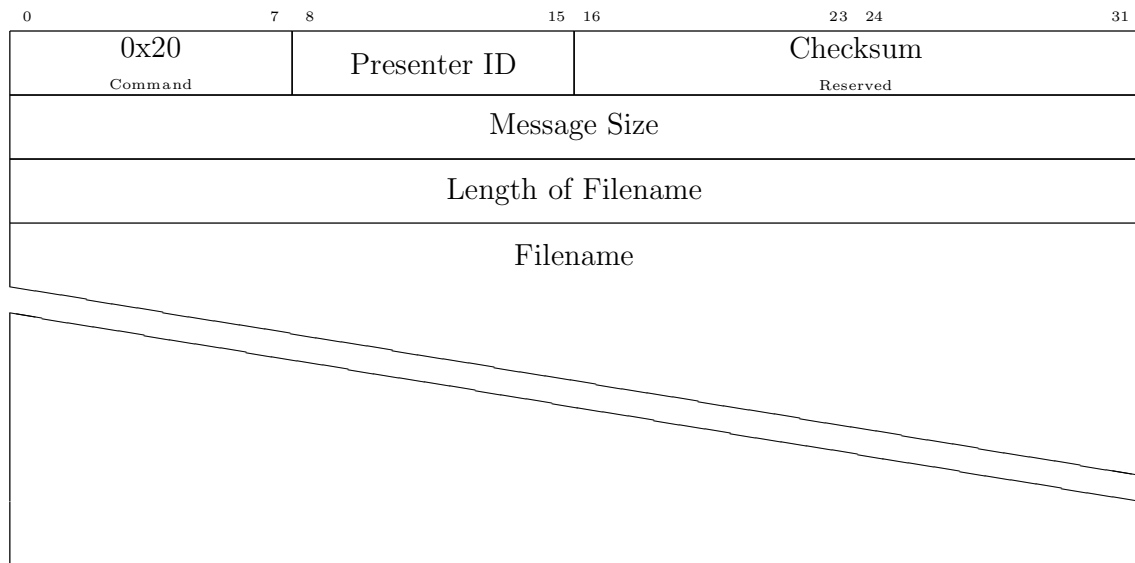 0 7 8 15 16 23 24 31
0x20 Presenter ID Checksum
Command Reserved
Message Size
Length of Filename
Filename